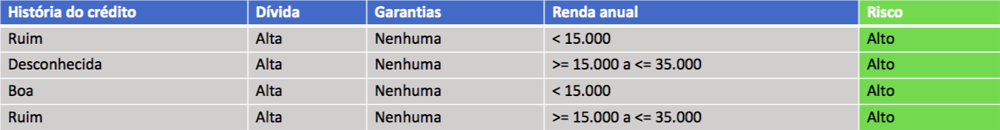 História do crédito Dívida Garantias Renda anual Risco
Ruim Alta Nenhuma < 15.000 Alto
Desconhecida Alta Nenhuma >= 15.000 a <= 35.000 Alto
Boa Alta Nenhuma < 15.000 Alto
Ruim Alta Nenhuma >= 15.000 a <= 35.000 Alto